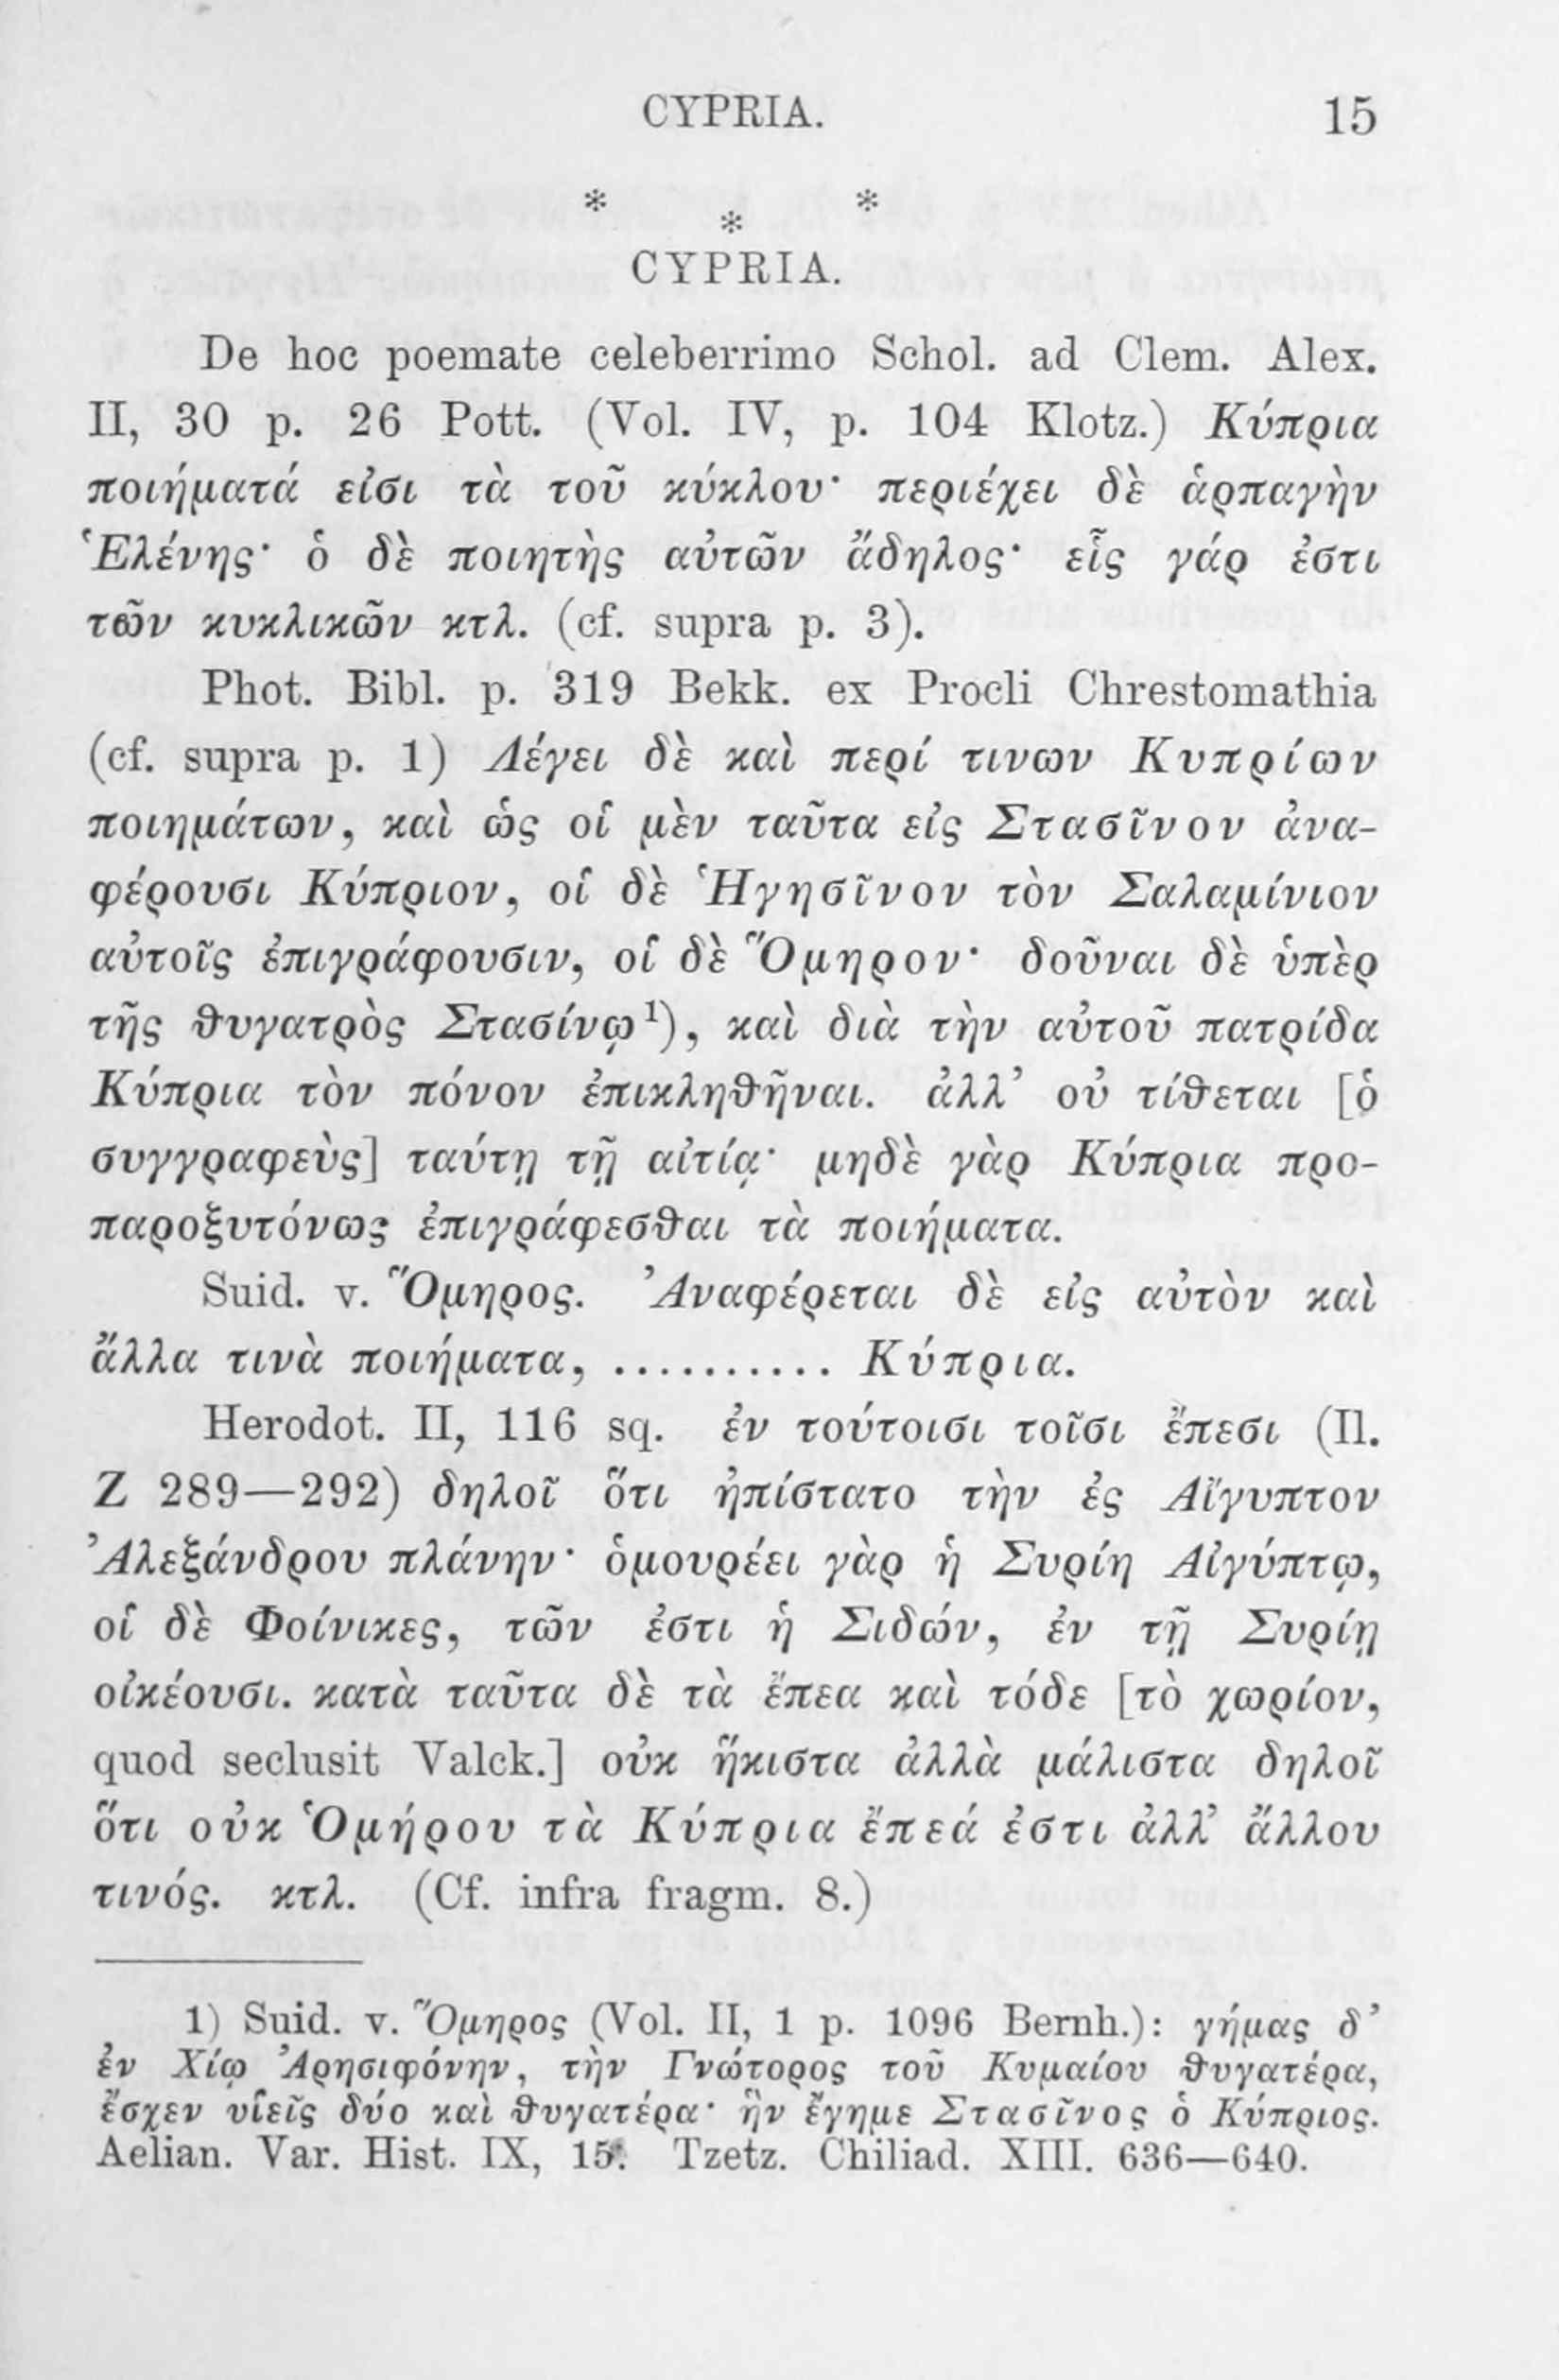 CYPRIA. 15
* * *
CYPRIA.
De hoc poemate celeberrimo Schol. ad Clem. Alex.
II, 30 p. 26 Pott. (Vol. IV, p. 104 Klotz.) Κύπρια
ποιήματά εἰσι τὰ τοῦ κύκλου· περιέχει δὲ ἁρπαγὴν
Ἑλένης· ὁ δὲ ποιητὴς αὐτῶν ἄδηλος· εἷς γάρ ἐστι
τῶν κυκλικῶν κτλ. (cf. supra p. 3).
Phot. Bibl. p. 319 Bekk. ex Procli Chrestomathia
(cf. supra p. 1) Λέγει δὲ καὶ περί τινων Κυπρίων
ποιημάτων, καὶ ὡς οἱ μὲν ταῦτα εἰς Στασῖνον ἀνα-
φέρουσι Κύπριον, οἱ δὲ Ἡγησῖνον τὸν Σαλαμίνιον
αὐτοῖς ἐπιγράφουσιν, οἱ δὲ Ὅμηρον· δοῦναι δὲ ὑπὲρ
τῆς θυγατρὸς Στασίνῳ¹), καὶ διὰ τὴν αὐτοῦ πατρίδα
Κύπρια τὸν πόνον ἐπικληθῆναι. ἀλλ’ οὐ τίθεται [ὁ
συγγραφεὺς] ταύτῃ τῇ αἰτίᾳ· μηδὲ γὰρ Κύπρια προ-
παροξυτόνως ἐπιγράφεσθαι τὰ ποιήματα.
Suid. v. Ὅμηρος. Ἀναφέρεται δὲ εἰς αὐτὸν καὶ
ἄλλα τινὰ ποιήματα, .......... Κύπρια.
Herodot. II, 116 sq. ἐν τούτοισι τοῖσι ἔπεσι (Il.
Z 289—292) δηλοῖ ὅτι ἠπίστατο τὴν ἐς Αἴγυπτον
Ἀλεξάνδρου πλάνην· ὁμουρέει γὰρ ἡ Συρίη Αἰγύπτῳ,
οἱ δὲ Φοίνικες, τῶν ἐστι ἡ Σιδών, ἐν τῇ Συρίῃ
οἰκέουσι. κατὰ ταῦτα δὲ τὰ ἔπεα καὶ τόδε [τὸ χωρίον,
quod seclusit Valck.] οὐκ ἥκιστα ἀλλὰ μάλιστα δηλοῖ
ὅτι οὐκ Ὁμήρου τὰ Κύπρια ἔπεά ἐστι ἀλλ’ ἄλλου
τινός. κτλ. (Cf. infra fragm. 8.)
1) Suid. v. Ὅμηρος (Vol. II, 1 p. 1096 Bernh.): γήμας δ’
ἐν Χίῳ Ἀρησιφόνην, τὴν Γνώτορος τοῦ Κυμαίου θυγατέρα,
ἔσχεν υἱεῖς δύο καὶ θυγατέρα· ἣν ἔγημε Στασῖνος ὁ Κύπριος.
Aelian. Var. Hist. IX, 15. Tzetz. Chiliad. XIII. 636—640.